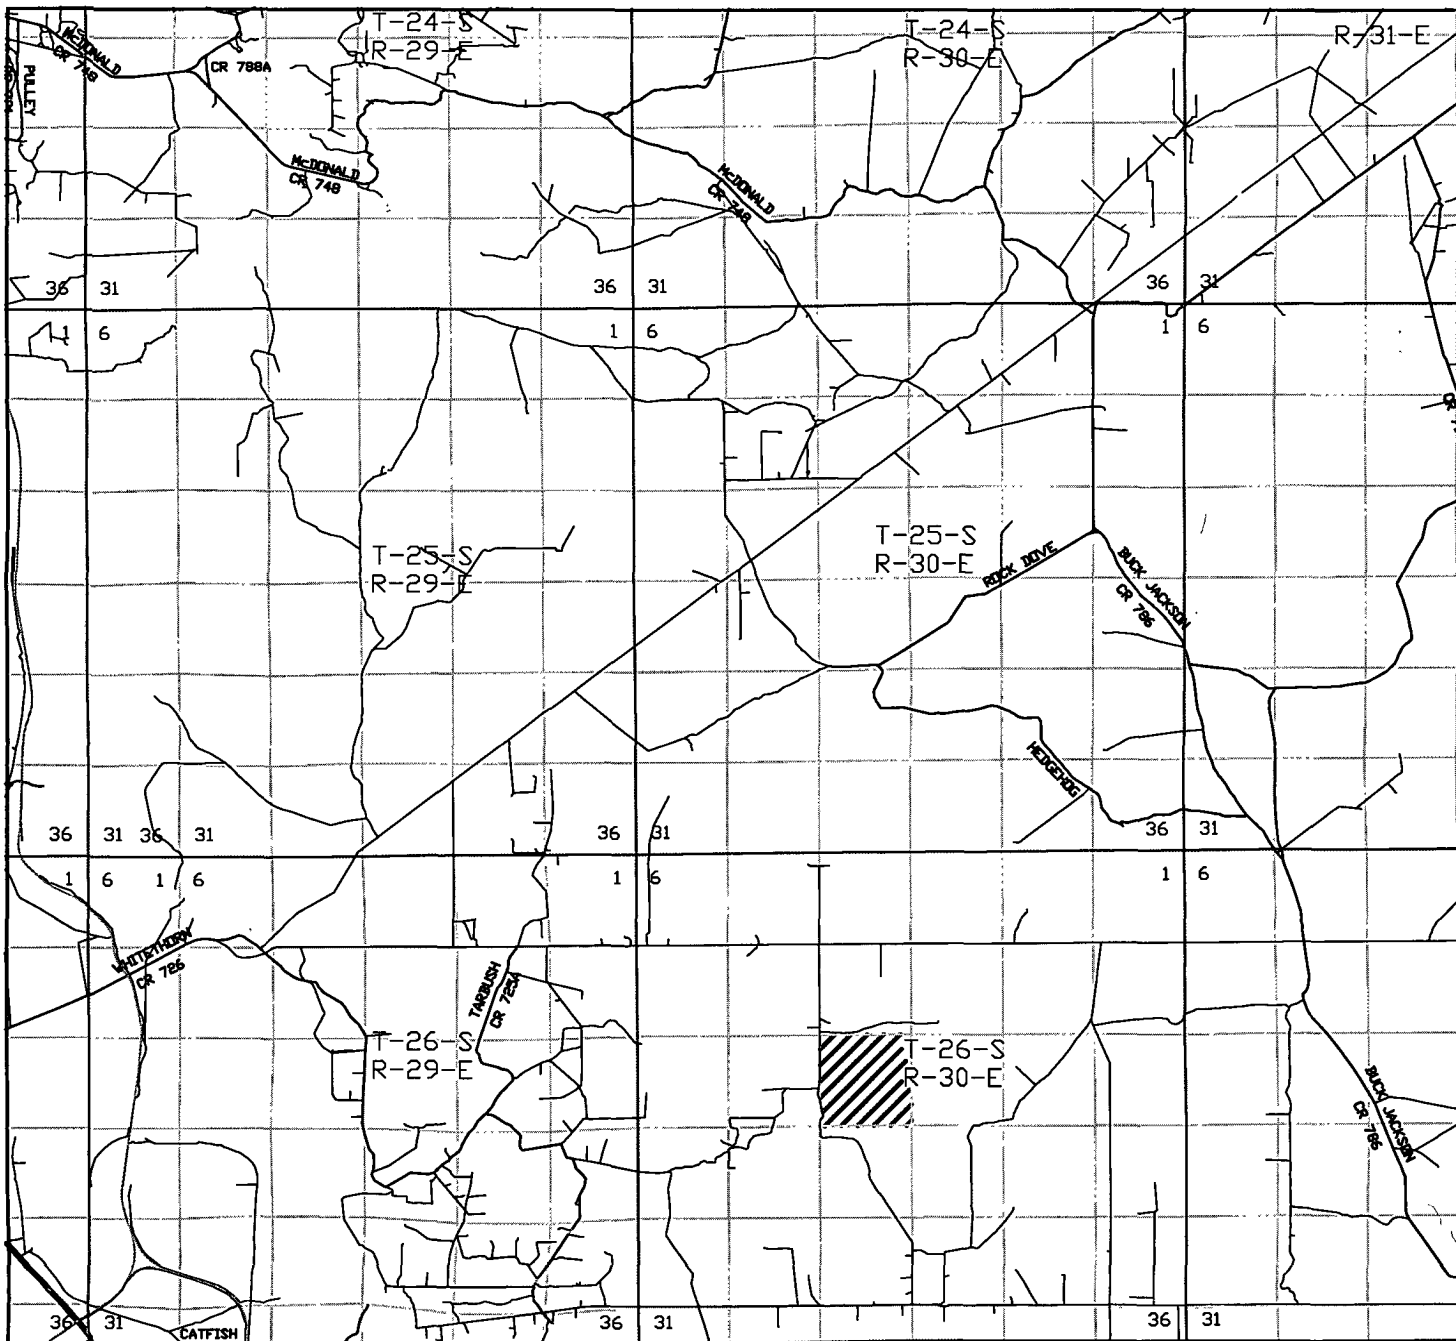 T-24-S
R-29-E
T-24-S
R-30-E
R-31-E
McDONALD
CR 748
PULLEY
CR 788A
McDONALD
CR 748
McDONALD
CR 748
36 31
36 31
36 31
1 6
1 6
1 6
T-25-S
R-29-E
T-25-S
R-30-E
ROCK DOVE
BUCK JACKSON
CR 786
HEDGEHOG
36 31 36 31
36 31
36 31
1 6 1 6
1 6
1 6
WHITETHORN
CR 726
TARBUSH
CR 725A
T-26-S
R-29-E
T-26-S
R-30-E
BUCK JACKSON
CR 786
36 31
36 31
36 31
CATFISH